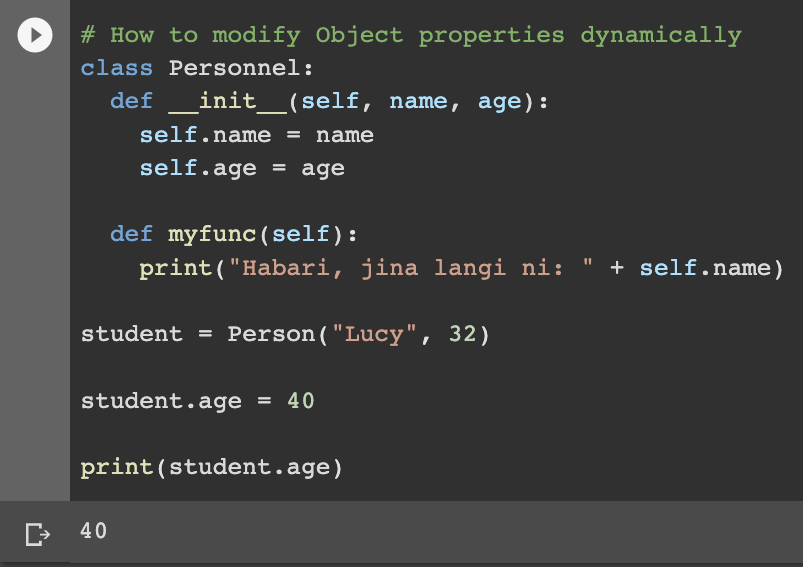 # How to modify Object properties dynamically
class Personnel:
  def __init__(self, name, age):
    self.name = name
    self.age = age
  def myfunc(self):
    print("Habari, jina langi ni: " + self.name)
student = Person("Lucy", 32)
student.age = 40
print(student.age)
40